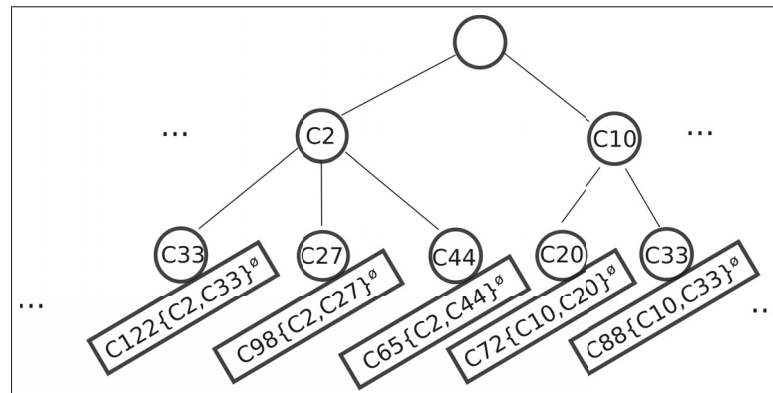 ... C2 C10 ...
C33 C27 C44 C20 C33
... C122{C2,C33}ø C98{C2,C27}ø C65{C2,C44}ø C72{C10,C20}ø C88{C10,C33}ø ...